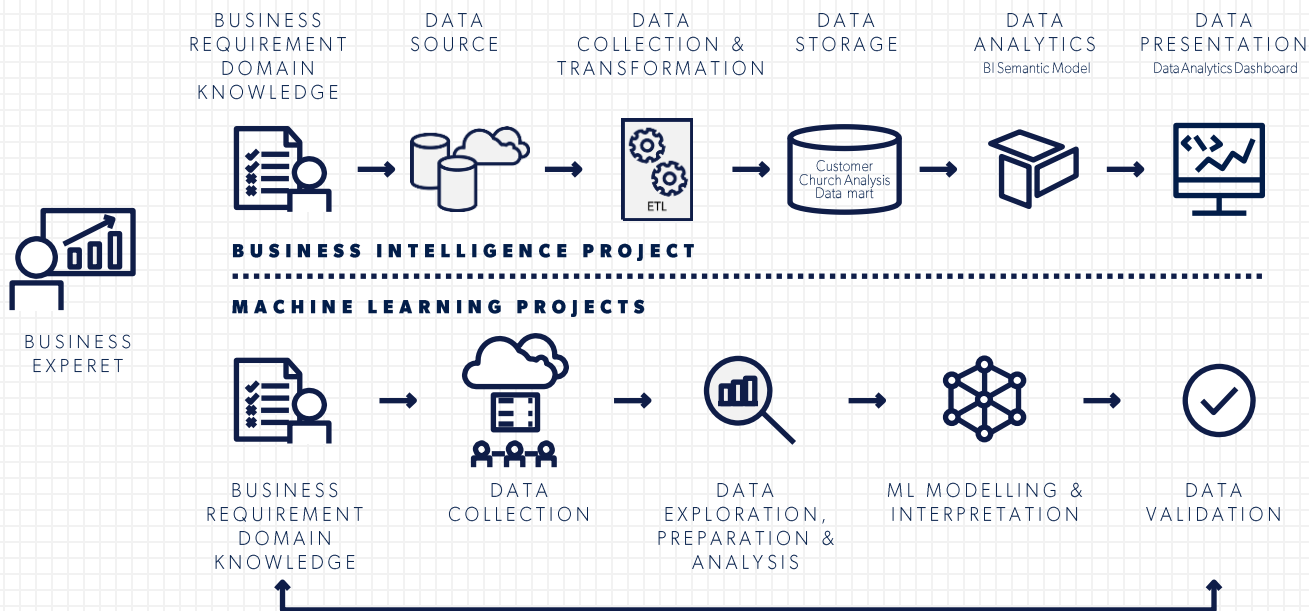 BUSINESS
REQUIREMENT
DOMAIN
KNOWLEDGE
DATA
SOURCE
DATA
COLLECTION &
TRANSFORMATION
DATA
STORAGE
DATA
ANALYTICS
BI Semantic Model
DATA
PRESENTATION
Data Analytics Dashboard
ETL
Customer
Church Analysis
Data mart
BUSINESS INTELLIGENCE PROJECT
MACHINE LEARNING PROJECTS
BUSINESS
EXPERET
BUSINESS
REQUIREMENT
DOMAIN
KNOWLEDGE
DATA
COLLECTION
DATA
EXPLORATION,
PREPARATION &
ANALYSIS
ML MODELLING &
INTERPRETATION
DATA
VALIDATION